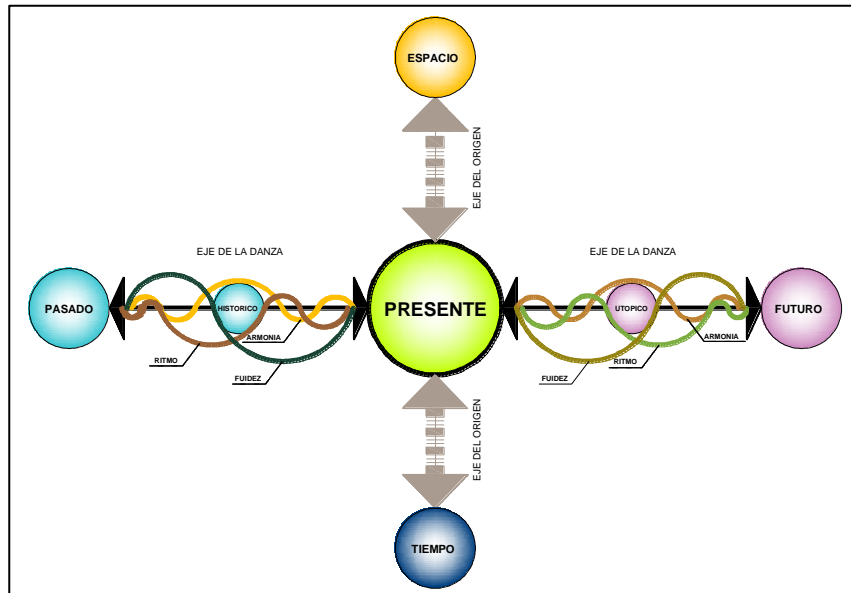 ESPACIO
EJE DEL ORIGEN
EJE DE LA DANZA
EJE DE LA DANZA
PASADO
HISTORICO
PRESENTE
UTOPICO
FUTURO
ARMONIA
ARMONIA
RITMO
RITMO
FUIDEZ
FUIDEZ
EJE DEL ORIGEN
TIEMPO